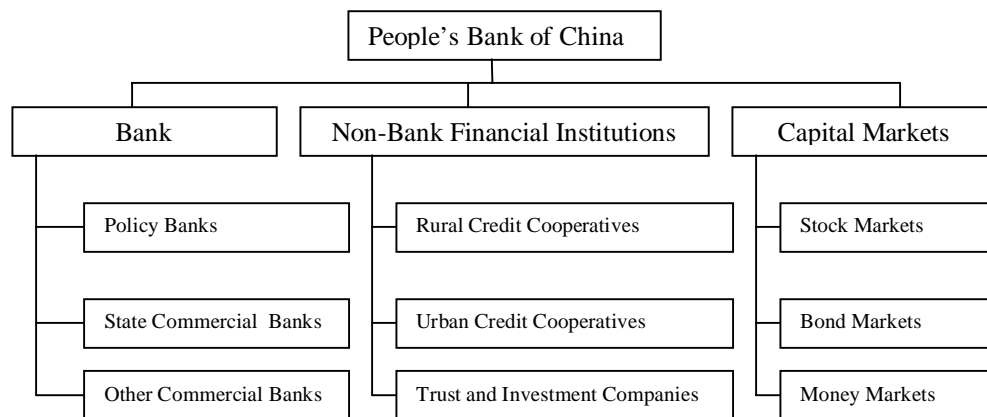 People’s Bank of China
Bank
Non-Bank Financial Institutions
Capital Markets
Policy Banks
Rural Credit Cooperatives
Stock Markets
State Commercial Banks
Urban Credit Cooperatives
Bond Markets
Other Commercial Banks
Trust and Investment Companies
Money Markets